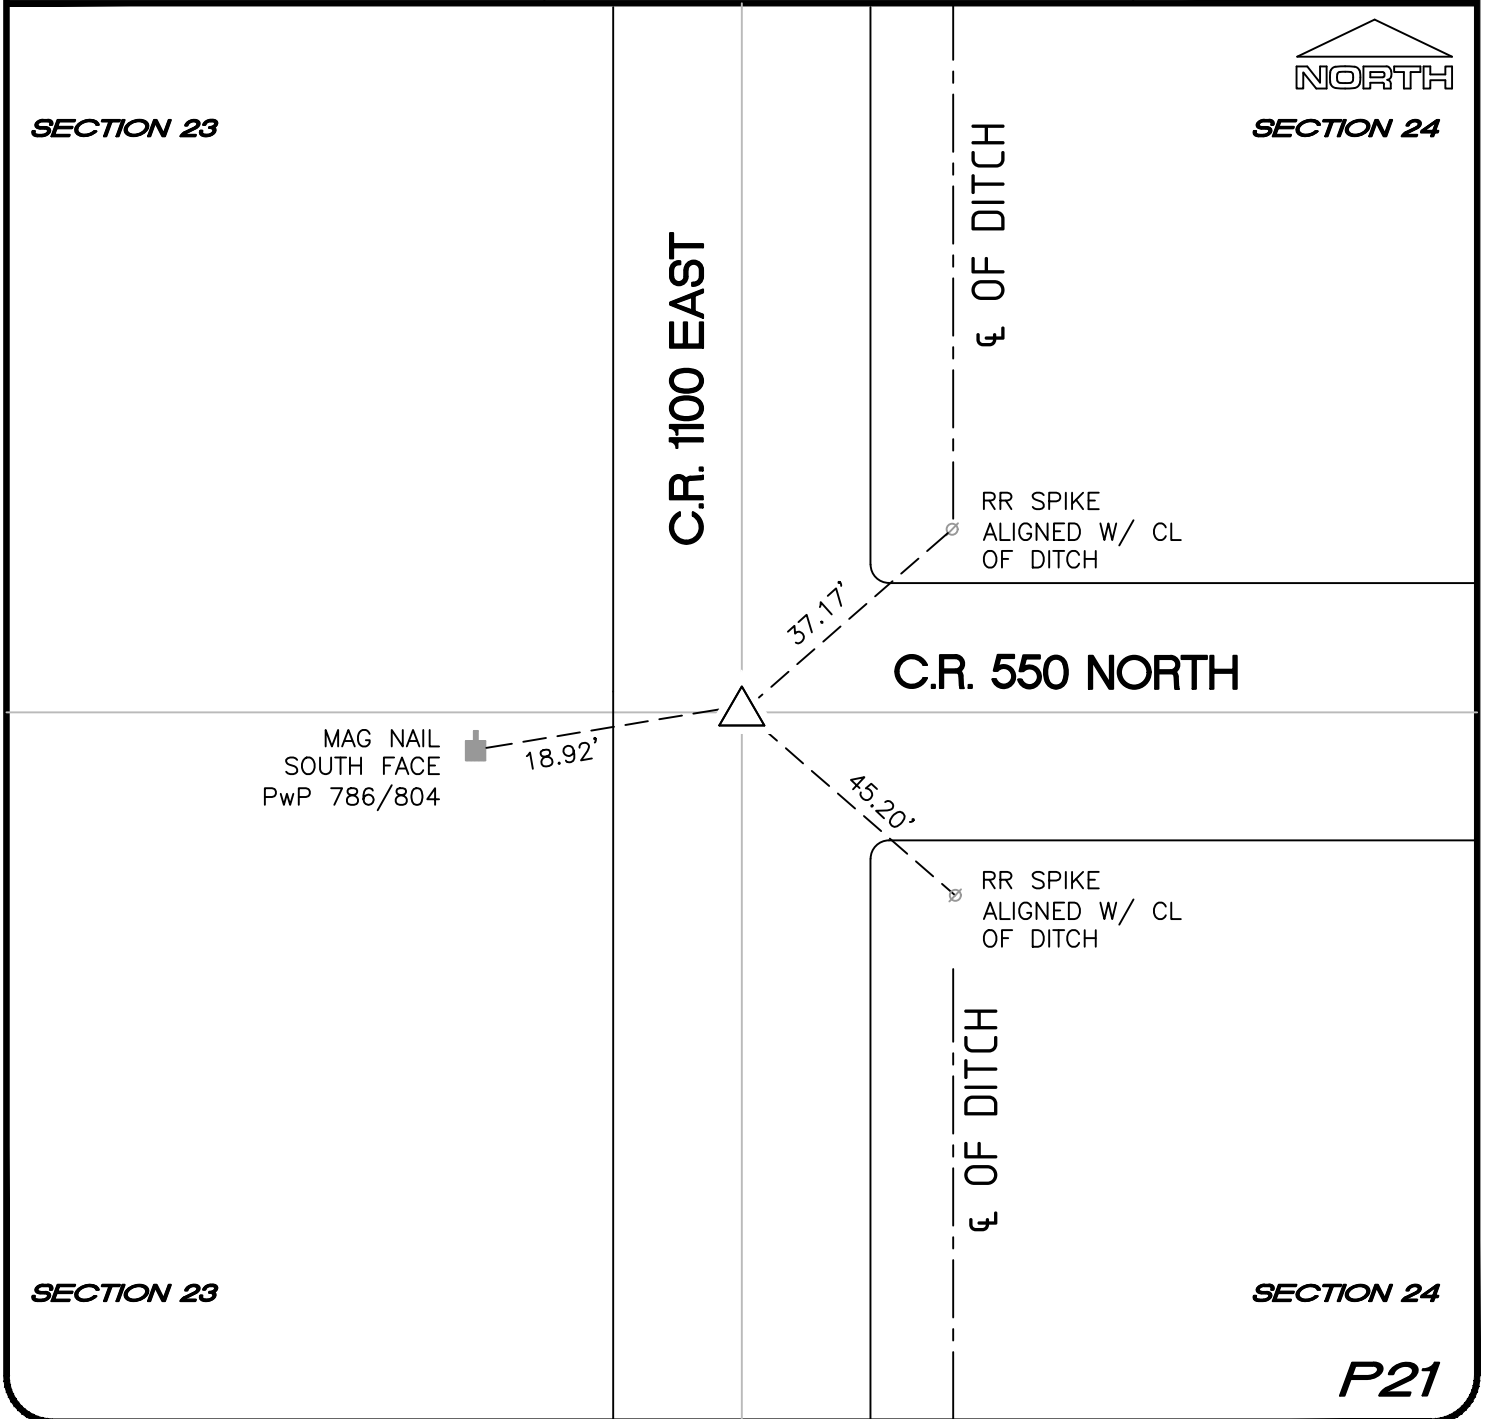 NORTH
SECTION 23
SECTION 24
C.R. 1100 EAST
℄ OF DITCH
RR SPIKE
ALIGNED W/ CL
OF DITCH
37.17'
C.R. 550 NORTH
MAG NAIL
SOUTH FACE
PwP 786/804
18.92'
45.20'
RR SPIKE
ALIGNED W/ CL
OF DITCH
℄ OF DITCH
SECTION 23
SECTION 24
P21